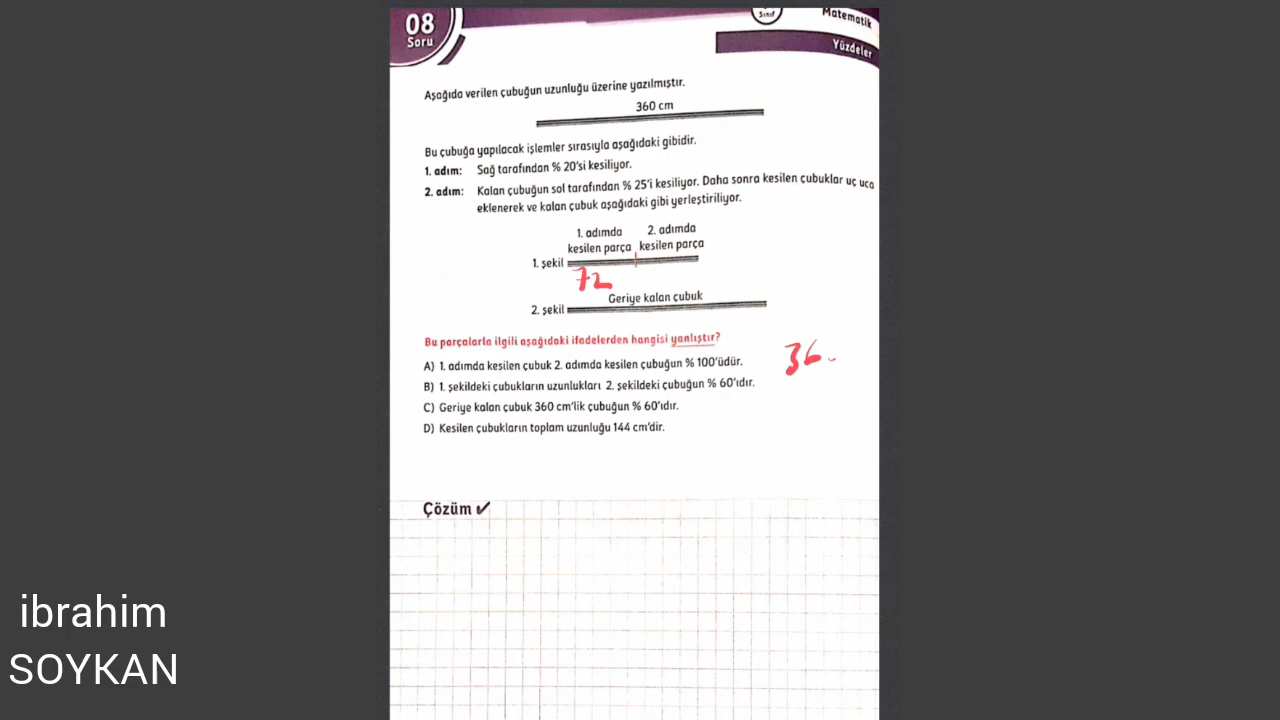 08
Soru
Sınıf
Matematik
Yüzdeler
Aşağıda verilen çubuğun uzunluğu üzerine yazılmıştır.
360 cm
Bu çubuğa yapılacak işlemler sırasıyla aşağıdaki gibidir.
1. adım: Sağ tarafından % 20'si kesiliyor.
2. adım: Kalan çubuğun sol tarafından % 25'i kesiliyor. Daha sonra kesilen çubuklar uç uca
eklenerek ve kalan çubuk aşağıdaki gibi yerleştiriliyor.
1. adımda 2. adımda
kesilen parça kesilen parça
1. şekil
72
Geriye kalan çubuk
2. şekil
Bu parçalarla ilgili aşağıdaki ifadelerden hangisi yanlıştır?
36
A) 1. adımda kesilen çubuk 2. adımda kesilen çubuğun % 100'üdür.
B) 1. şekildeki çubukların uzunlukları 2. şekildeki çubuğun % 60'ıdır.
C) Geriye kalan çubuk 360 cm'lik çubuğun % 60'ıdır.
D) Kesilen çubukların toplam uzunluğu 144 cm'dir.
Çözüm ✓
ibrahim
SOYKAN